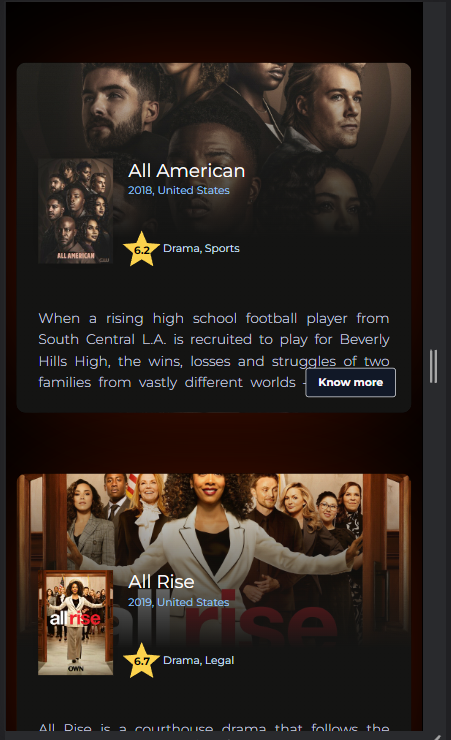 All American
2018, United States
ALL AMERICAN
6.2 Drama, Sports
When a rising high school football player from
South Central L.A. is recruited to play for Beverly
Hills High, the wins, losses and struggles of two
families from vastly different worlds -
Know more
All Rise
2019, United States
allrise
all rise
OWN
6.7 Drama, Legal
All Rise is a courthouse drama that follows the